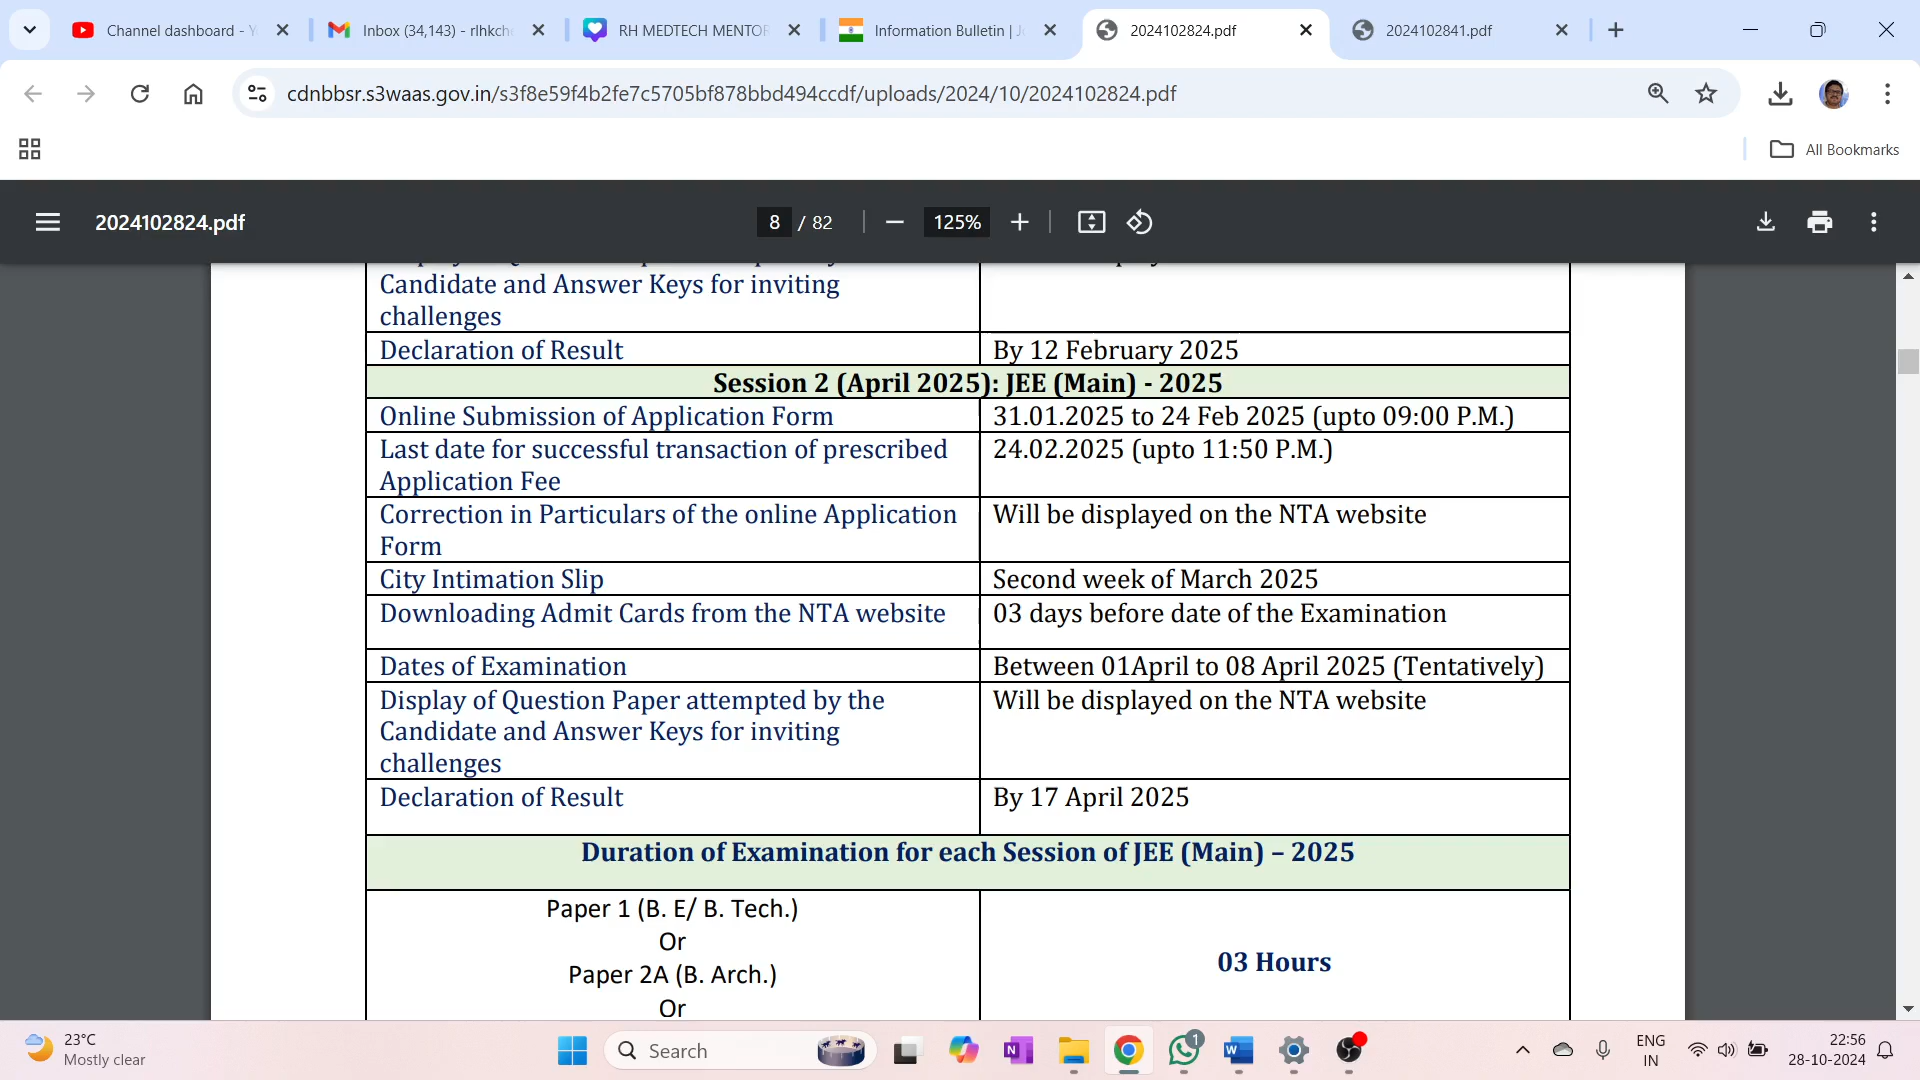 Channel dashboard - Y
Inbox (34,143) - rlhkch
RH MEDTECH MENTOR
Information Bulletin | J
2024102824.pdf
2024102841.pdf
cdnbbsr.s3waas.gov.in/s3f8e59f4b2fe7c5705bf878bbd494ccdf/uploads/2024/10/2024102824.pdf
All Bookmarks
2024102824.pdf
8 / 82
125%
Candidate and Answer Keys for inviting
challenges
Declaration of Result
By 12 February 2025
Session 2 (April 2025): JEE (Main) - 2025
Online Submission of Application Form
31.01.2025 to 24 Feb 2025 (upto 09:00 P.M.)
Last date for successful transaction of prescribed
Application Fee
24.02.2025 (upto 11:50 P.M.)
Correction in Particulars of the online Application
Form
Will be displayed on the NTA website
City Intimation Slip
Second week of March 2025
Downloading Admit Cards from the NTA website
03 days before date of the Examination
Dates of Examination
Between 01April to 08 April 2025 (Tentatively)
Display of Question Paper attempted by the
Candidate and Answer Keys for inviting
challenges
Will be displayed on the NTA website
Declaration of Result
By 17 April 2025
Duration of Examination for each Session of JEE (Main) – 2025
Paper 1 (B. E/ B. Tech.)
Or
Paper 2A (B. Arch.)
Or
03 Hours
23°C
Mostly clear
Search
1
ENG
IN
22:56
28-10-2024